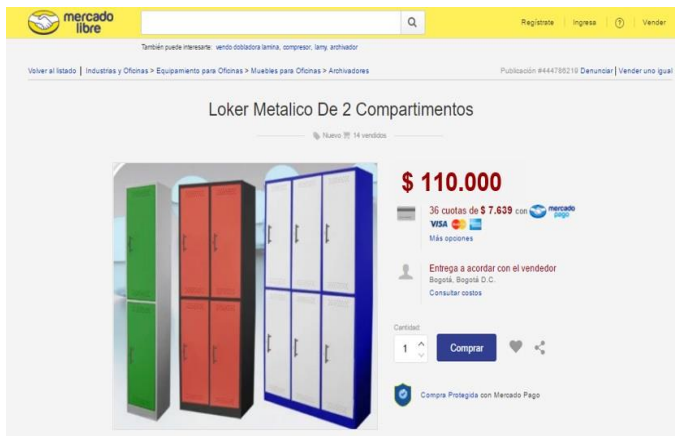 mercado
libre
Regístrate
Ingresa
?
Vender
También puede interesarte: vendo dobladora lamina, compresor, lamy, archivador
Volver al listado | Industrias y Oficinas > Equipamiento para Oficinas > Muebles para Oficinas > Archivadores
Publicación #444766219 Denunciar | Vender uno igual
Loker Metalico De 2 Compartimentos
Nuevo 14 vendidos
$ 110.000
36 cuotas de $ 7.639 con mercado pago
VISA
Más opciones
Entrega a acordar con el vendedor
Bogotá, Bogotá D.C.
Consultar costos
Cantidad:
1
Comprar
Compra Protegida con Mercado Pago